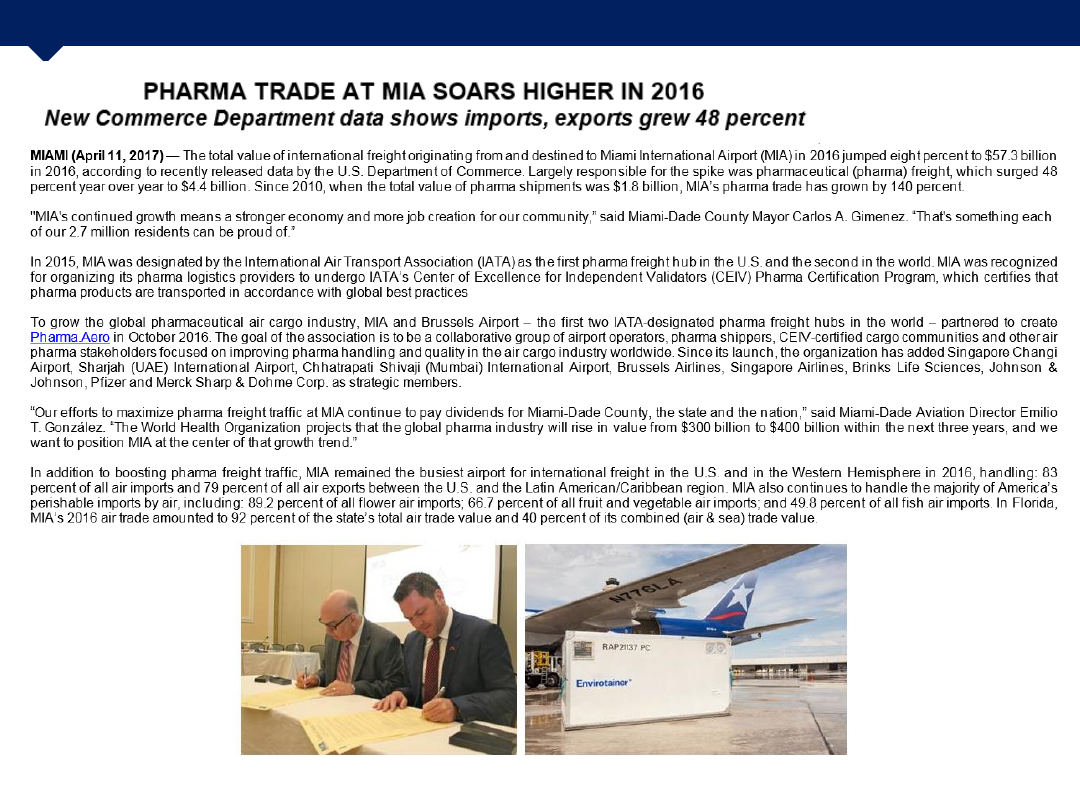 PHARMA TRADE AT MIA SOARS HIGHER IN 2016
New Commerce Department data shows imports, exports grew 48 percent
MIAMI (April 11, 2017) — The total value of international freight originating from and destined to Miami International Airport (MIA) in 2016 jumped eight percent to $57.3 billion
in 2016, according to recently released data by the U.S. Department of Commerce. Largely responsible for the spike was pharmaceutical (pharma) freight, which surged 48
percent year over year to $4.4 billion. Since 2010, when the total value of pharma shipments was $1.8 billion, MIA's pharma trade has grown by 140 percent.
"MIA's continued growth means a stronger economy and more job creation for our community," said Miami-Dade County Mayor Carlos A. Gimenez. "That's something each
of our 2.7 million residents can be proud of."
In 2015, MIA was designated by the International Air Transport Association (IATA) as the first pharma freight hub in the U.S. and the second in the world. MIA was recognized
for organizing its pharma logistics providers to undergo IATA's Center of Excellence for Independent Validators (CEIV) Pharma Certification Program, which certifies that
pharma products are transported in accordance with global best practices
To grow the global pharmaceutical air cargo industry, MIA and Brussels Airport – the first two IATA-designated pharma freight hubs in the world – partnered to create
Pharma.Aero in October 2016. The goal of the association is to be a collaborative group of airport operators, pharma shippers, CEIV-certified cargo communities and other air
pharma stakeholders focused on improving pharma handling and quality in the air cargo industry worldwide. Since its launch, the organization has added Singapore Changi
Airport, Sharjah (UAE) International Airport, Chhatrapati Shivaji (Mumbai) International Airport, Brussels Airlines, Singapore Airlines, Brinks Life Sciences, Johnson &
Johnson, Pfizer and Merck Sharp & Dohme Corp. as strategic members.
"Our efforts to maximize pharma freight traffic at MIA continue to pay dividends for Miami-Dade County, the state and the nation," said Miami-Dade Aviation Director Emilio
T. González. "The World Health Organization projects that the global pharma industry will rise in value from $300 billion to $400 billion within the next three years, and we
want to position MIA at the center of that growth trend."
In addition to boosting pharma freight traffic, MIA remained the busiest airport for international freight in the U.S. and in the Western Hemisphere in 2016, handling: 83
percent of all air imports and 79 percent of all air exports between the U.S. and the Latin American/Caribbean region. MIA also continues to handle the majority of America's
perishable imports by air, including: 89.2 percent of all flower air imports; 66.7 percent of all fruit and vegetable air imports; and 49.8 percent of all fish air imports. In Florida,
MIA's 2016 air trade amounted to 92 percent of the state's total air trade value and 40 percent of its combined (air & sea) trade value.
N776LA
RAP21137 PC
Envirotainer